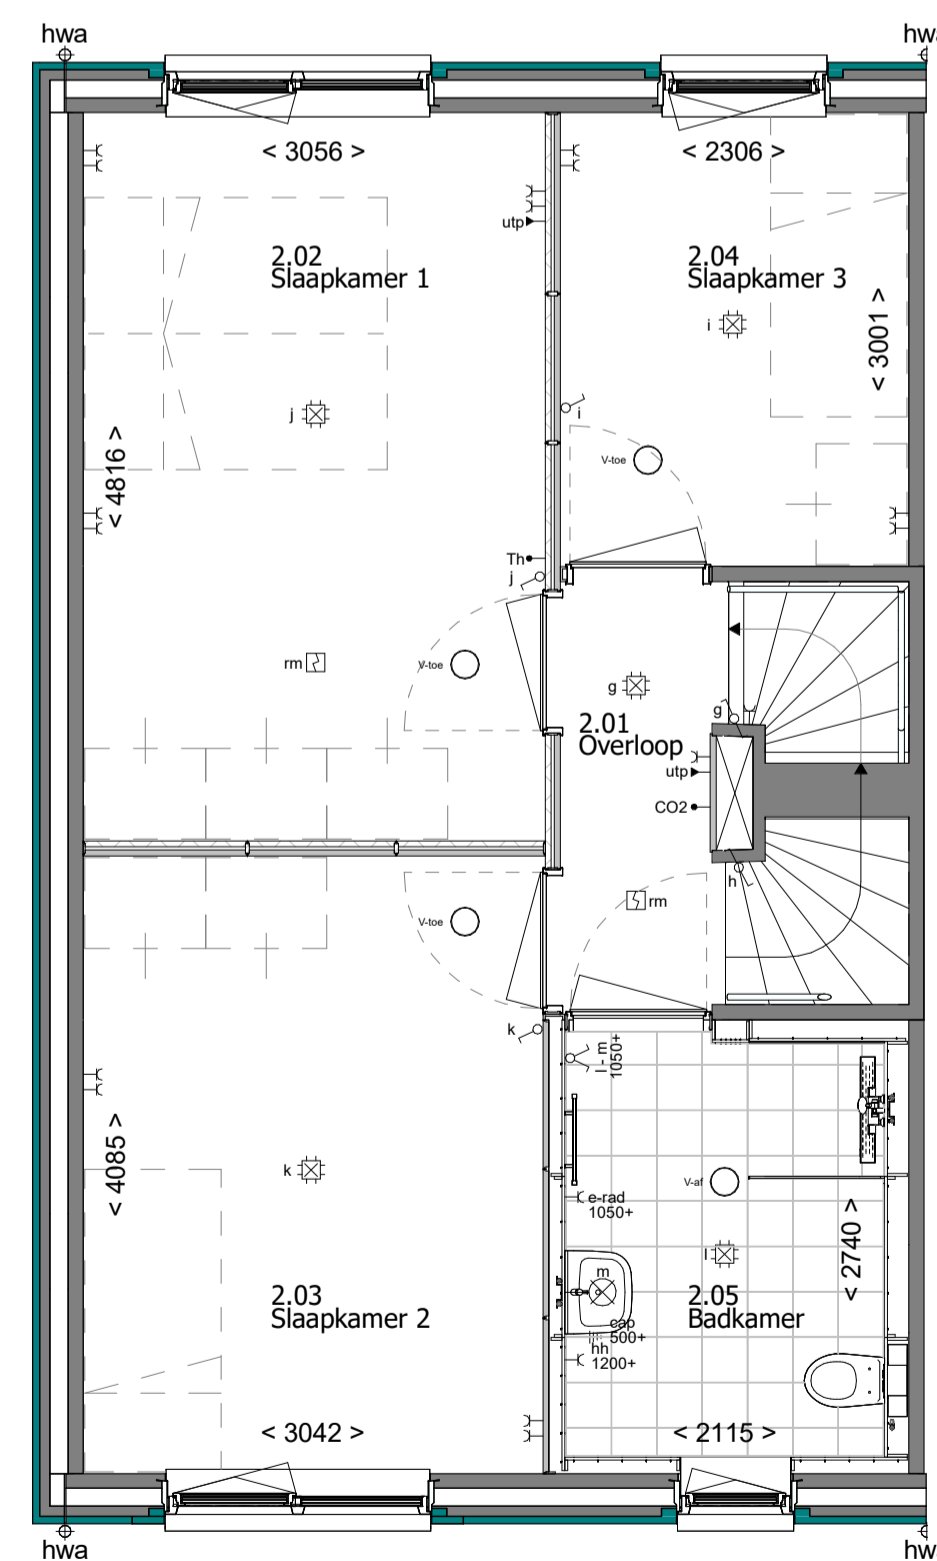 hwa
hwa
< 3056 >
< 2306 >
utp
2.02
Slaapkamer 1
2.04
Slaapkamer 3
i
< 3001 >
j
i
< 4816 >
V-toe
Th
j
rm
V-toe
g
g
2.01
Overloop
utp
CO2
h
rm
V-toe
k
l - m
1050+
< 4085 >
k
V-af
e-rad
1050+
< 2740 >
l
m
2.03
Slaapkamer 2
2.05
Badkamer
cap
500+
hh
1200+
< 3042 >
< 2115 >
hwa
hw